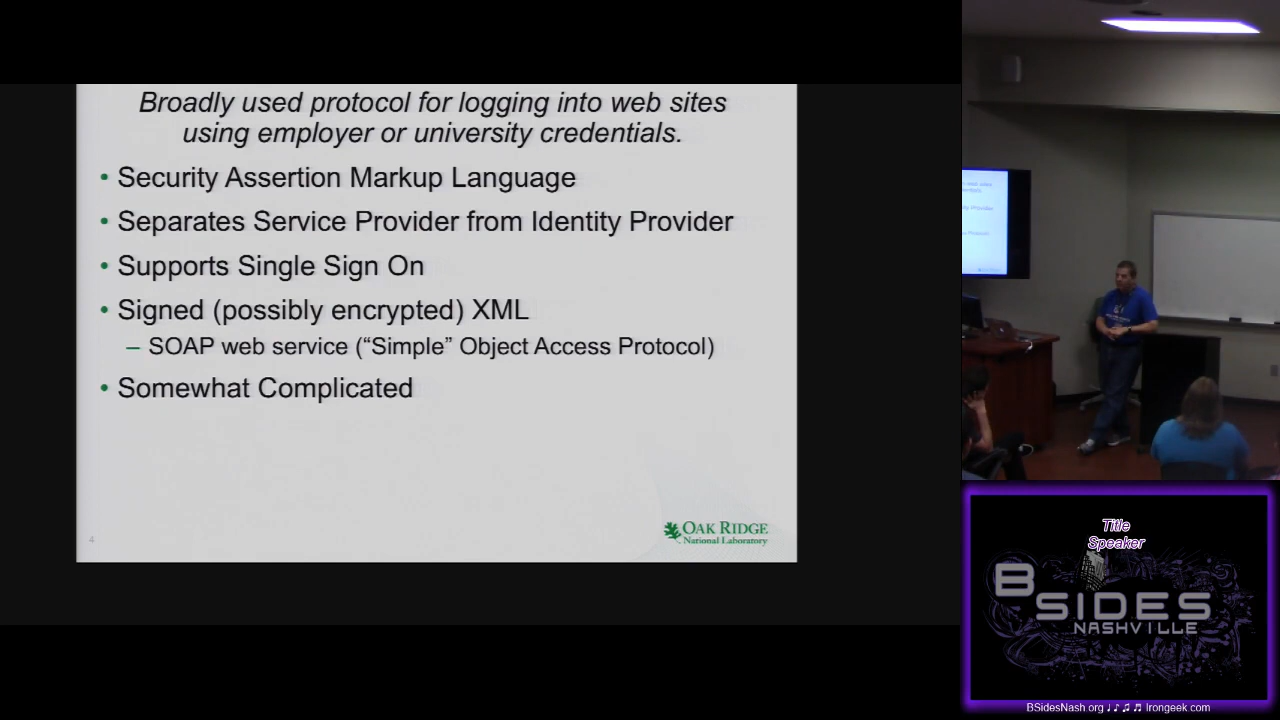 Broadly used protocol for logging into web sites
using employer or university credentials.
• Security Assertion Markup Language
• Separates Service Provider from Identity Provider
• Supports Single Sign On
• Signed (possibly encrypted) XML
– SOAP web service (“Simple” Object Access Protocol)
• Somewhat Complicated
4
OAK RIDGE
National Laboratory
Title
Speaker
BSIDES
NASHVILLE
BSidesNash.org ♩ ♪ ♫ ♬ Irongeek.com